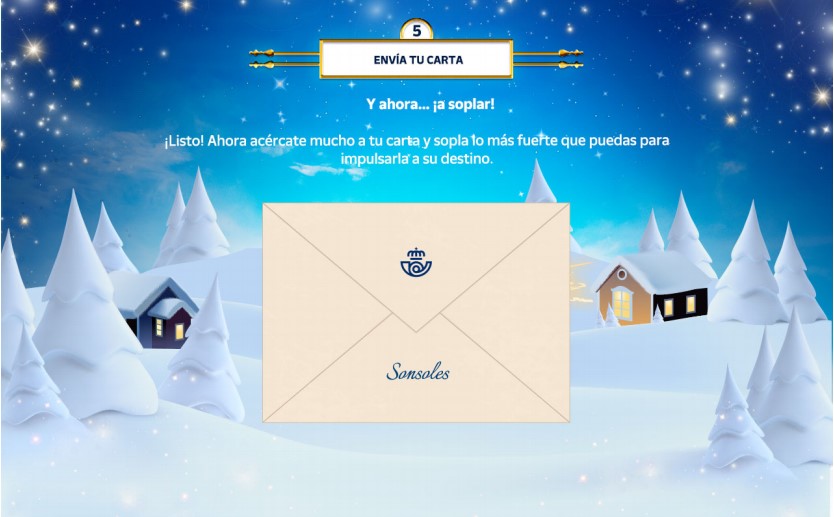 5
ENVÍA TU CARTA
Y ahora... ¡a soplar!
¡Listo! Ahora acércate mucho a tu carta y sopla lo más fuerte que puedas para
impulsarla a su destino.
Sonsoles